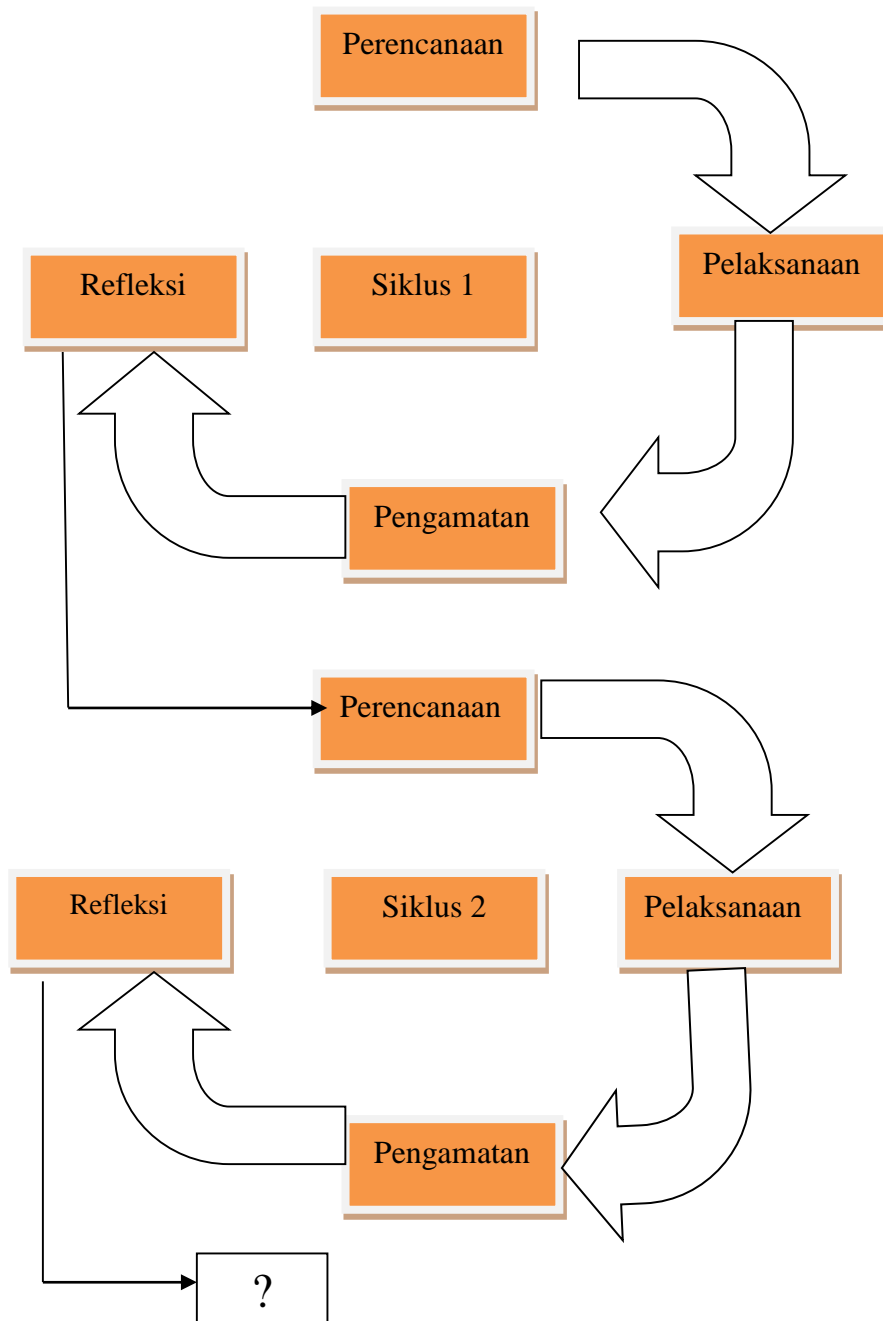 Perencanaan
Refleksi
Siklus 1
Pelaksanaan
Pengamatan
Perencanaan
Refleksi
Siklus 2
Pelaksanaan
Pengamatan
?